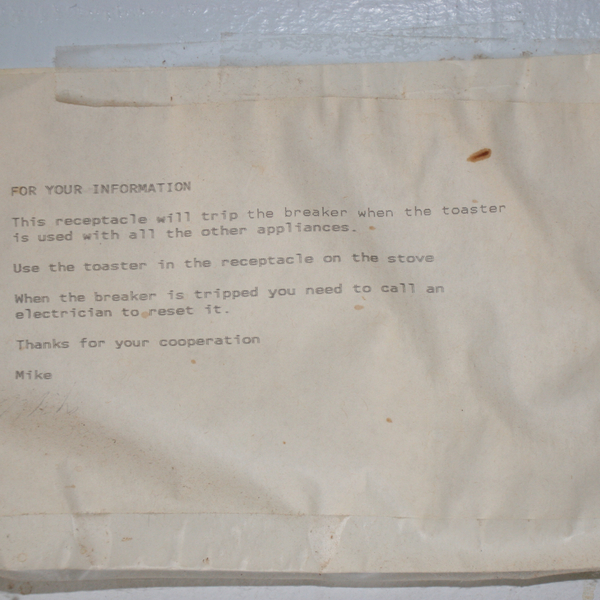 FOR YOUR INFORMATION
This receptacle will trip the breaker when the toaster
is used with all the other appliances.
Use the toaster in the receptacle on the stove
When the breaker is tripped you need to call an
electrician to reset it.
Thanks for your cooperation
Mike